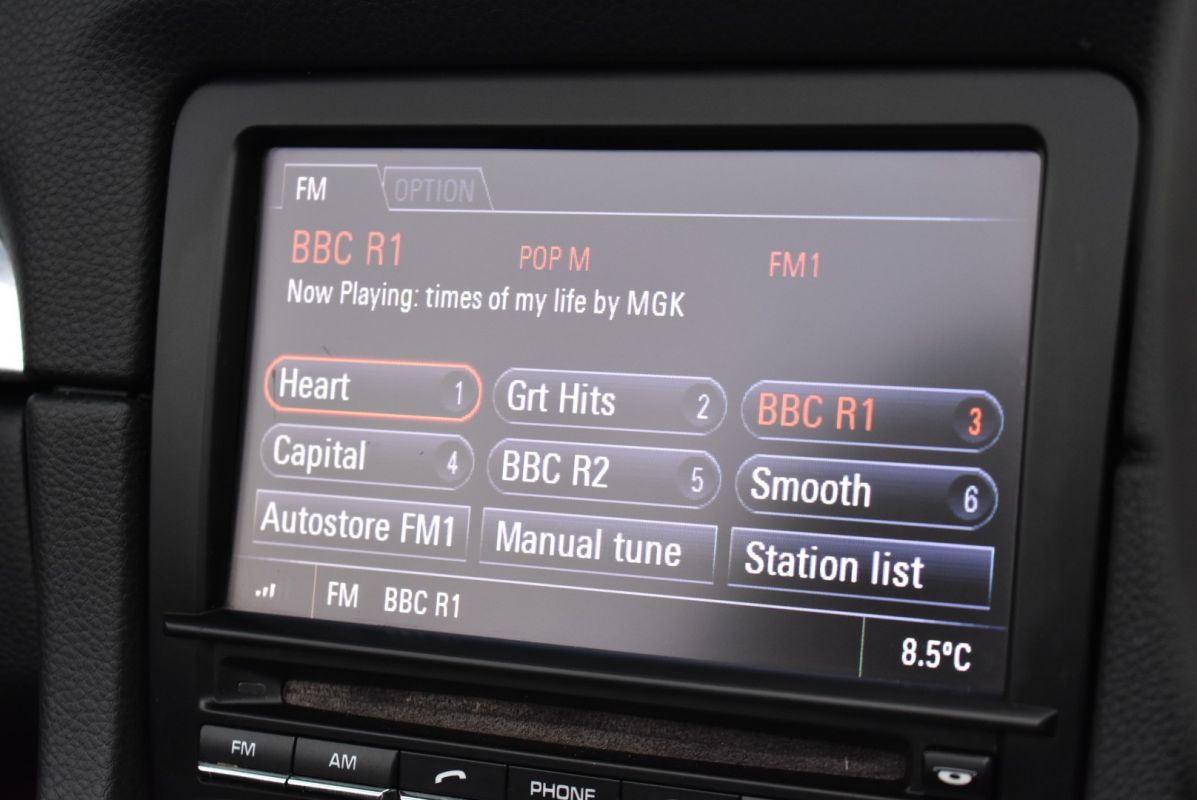 FM OPTION
BBC R1 POP M FM1
Now Playing: times of my life by MGK
Heart 1 Grt Hits 2 BBC R1 3
Capital 4 BBC R2 5 Smooth 6
Autostore FM1 Manual tune Station list
FM BBC R1 8.5ºC
FM AM PHONE